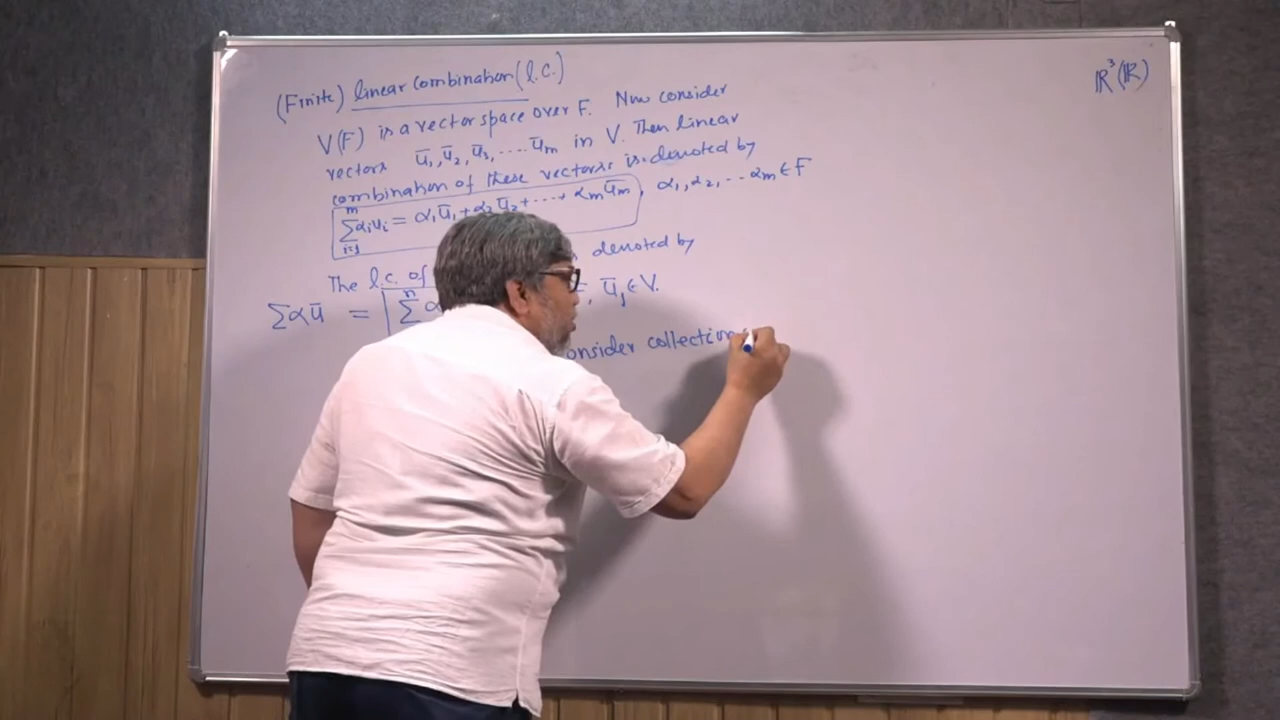 (Finite) linear combination (l.c.)
V(F) is a vector space over F. Now consider
vectors ū₁, ū₂, ū₃, .... ūm in V. Then linear
combination of these vectors is denoted by
m Σ i=1 αᵢuᵢ = α₁ū₁ + α₂ū₂ + ... + αmūm, α₁, α₂, ... αm ∈ F
The l.c. of denoted by
Σαū = n Σ α , ūj ∈ V.
onsider collection
ℝ³(ℝ)